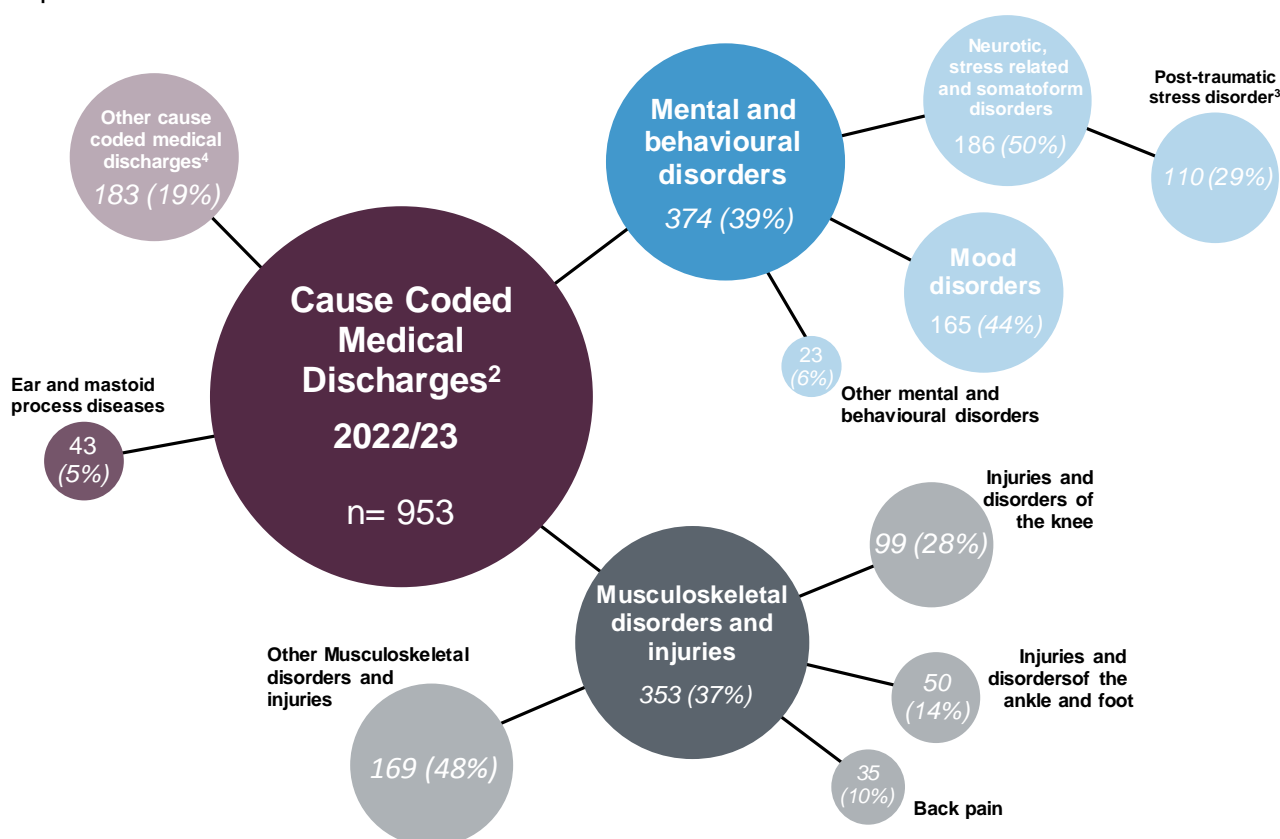 Neurotic,
stress related
and somatoform
disorders
186 (50%)
Post-traumatic
stress disorder³
110 (29%)
Mental and
behavioural
disorders
374 (39%)
Other cause
coded medical
discharges⁴
183 (19%)
Mood
disorders
165 (44%)
Cause Coded
Medical
Discharges²
2022/23
n= 953
23
(6%)
Other mental and
behavioural disorders
Ear and mastoid
process diseases
43
(5%)
Injuries and
disorders of
the knee
99 (28%)
Musculoskeletal
disorders and
injuries
353 (37%)
Other Musculoskeletal
disorders and
injuries
169 (48%)
Injuries and
disordersof the
ankle and foot
50
(14%)
35
(10%)
Back pain